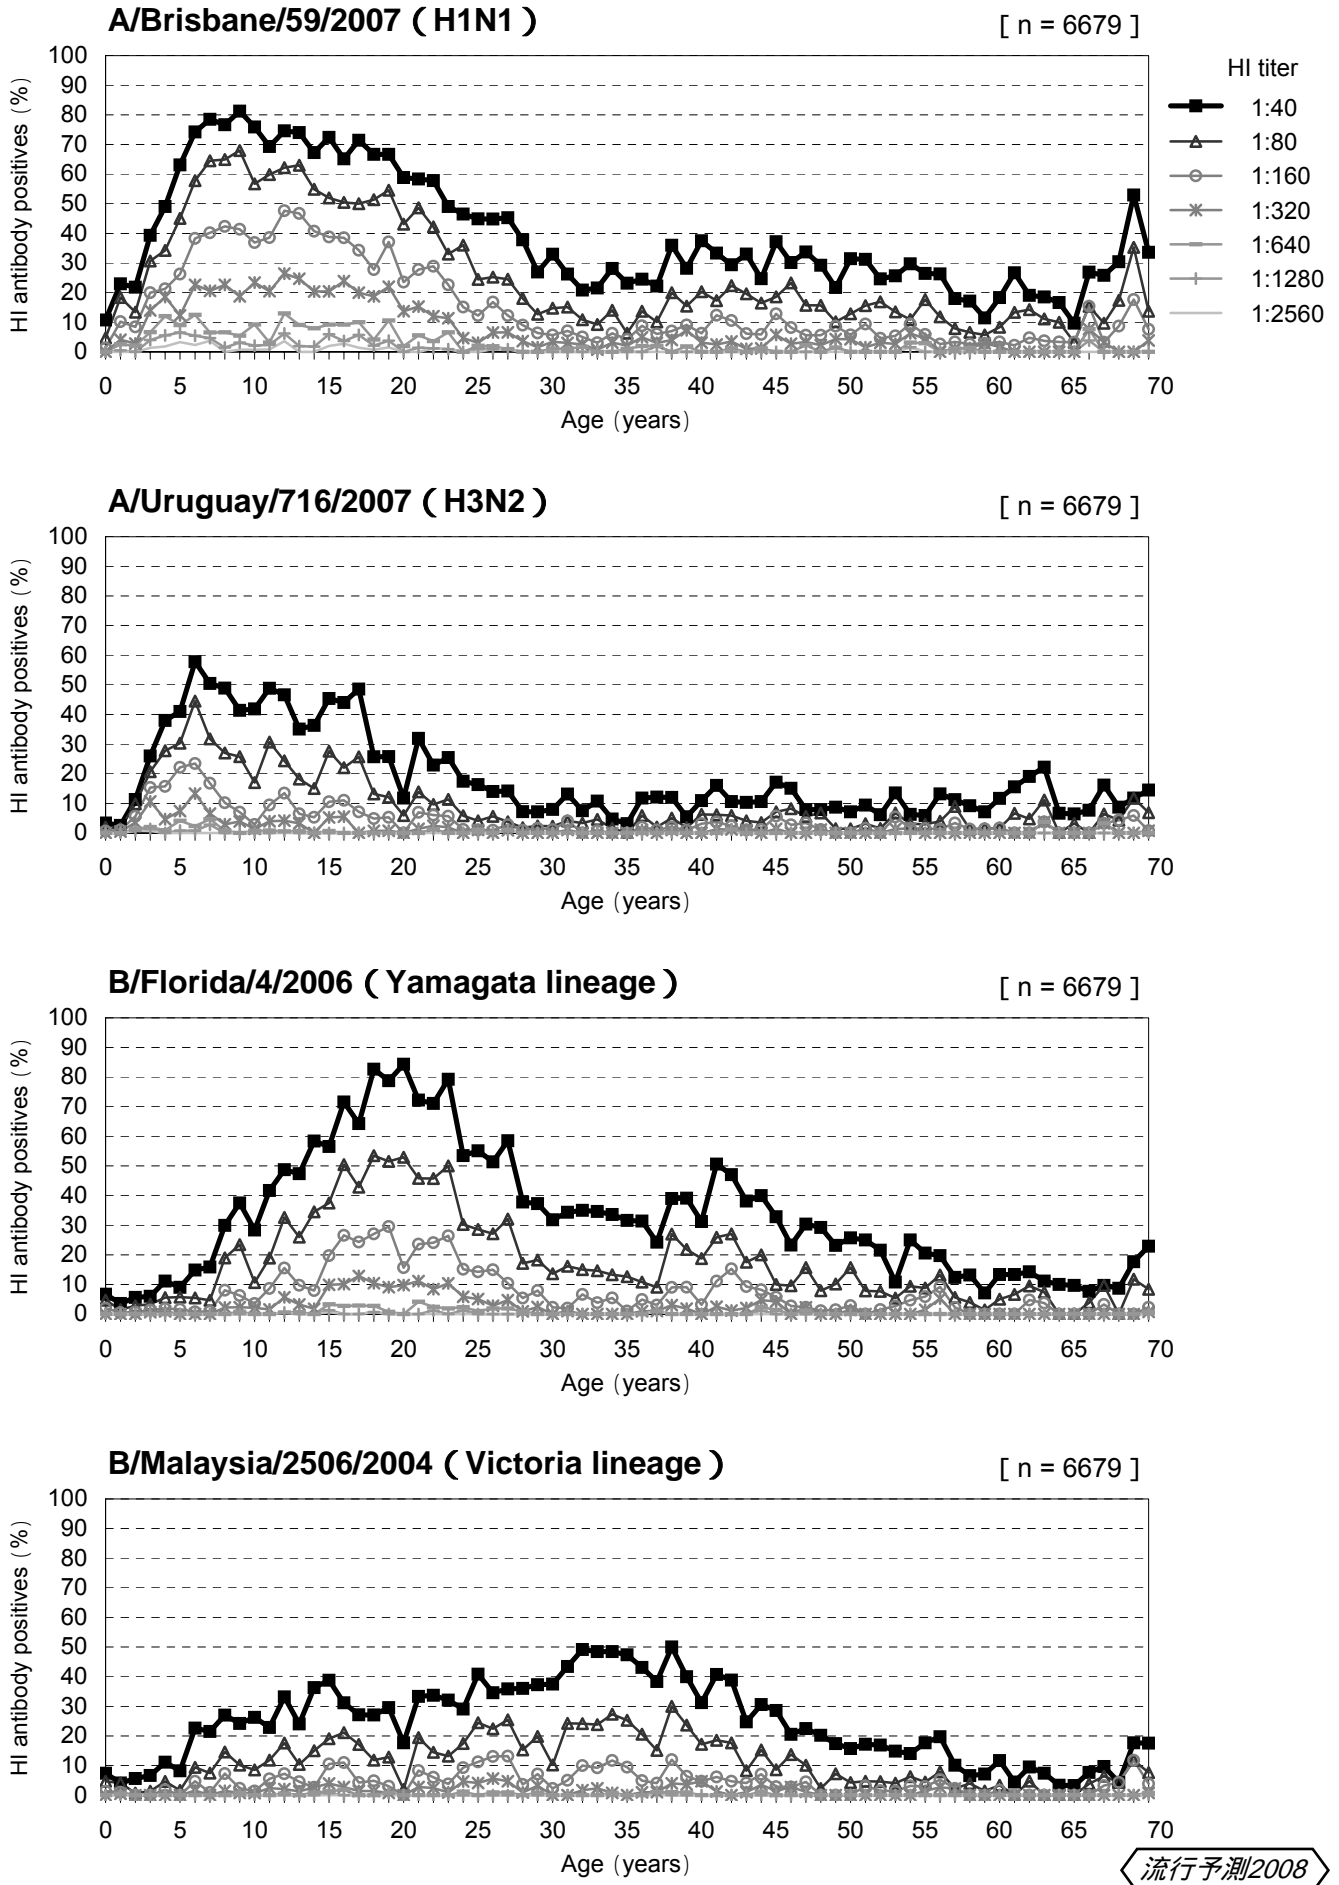 A/Brisbane/59/2007（H1N1）
[ n = 6679 ]
HI antibody positives (%)
100
90
80
70
60
50
40
30
20
10
0
0 5 10 15 20 25 30 35 40 45 50 55 60 65 70
Age (years)
HI titer
1:40
1:80
1:160
1:320
1:640
1:1280
1:2560
A/Uruguay/716/2007（H3N2）
[ n = 6679 ]
HI antibody positives (%)
100
90
80
70
60
50
40
30
20
10
0
0 5 10 15 20 25 30 35 40 45 50 55 60 65 70
Age (years)
B/Florida/4/2006（Yamagata lineage）
[ n = 6679 ]
HI antibody positives (%)
100
90
80
70
60
50
40
30
20
10
0
0 5 10 15 20 25 30 35 40 45 50 55 60 65 70
Age (years)
B/Malaysia/2506/2004（Victoria lineage）
[ n = 6679 ]
HI antibody positives (%)
100
90
80
70
60
50
40
30
20
10
0
0 5 10 15 20 25 30 35 40 45 50 55 60 65 70
Age (years)
流行予測2008